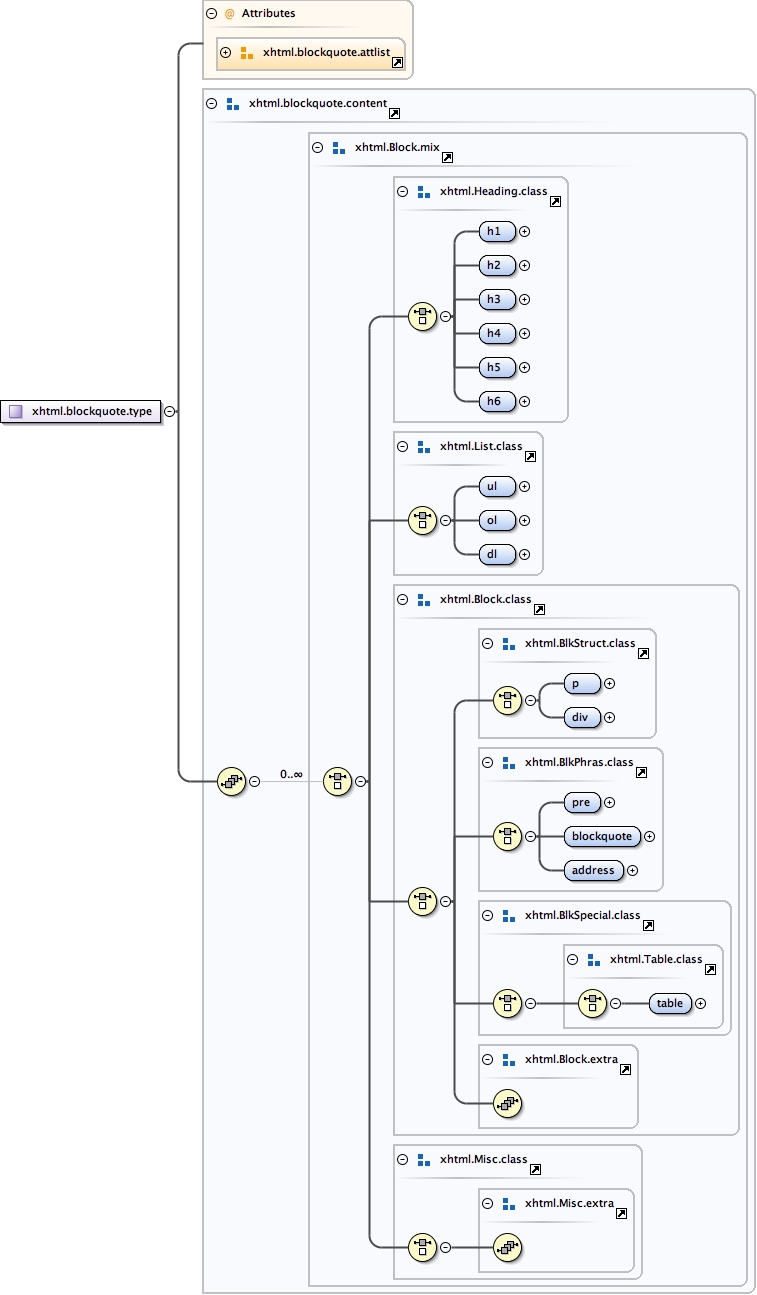 @ Attributes
xhtml.blockquote.attlist
xhtml.blockquote.content
xhtml.Block.mix
xhtml.Heading.class
h1
h2
h3
h4
h5
h6
xhtml.blockquote.type
xhtml.List.class
ul
ol
dl
xhtml.Block.class
xhtml.BlkStruct.class
p
div
xhtml.BlkPhras.class
0..∞
pre
blockquote
address
xhtml.BlkSpecial.class
xhtml.Table.class
table
xhtml.Block.extra
xhtml.Misc.class
xhtml.Misc.extra